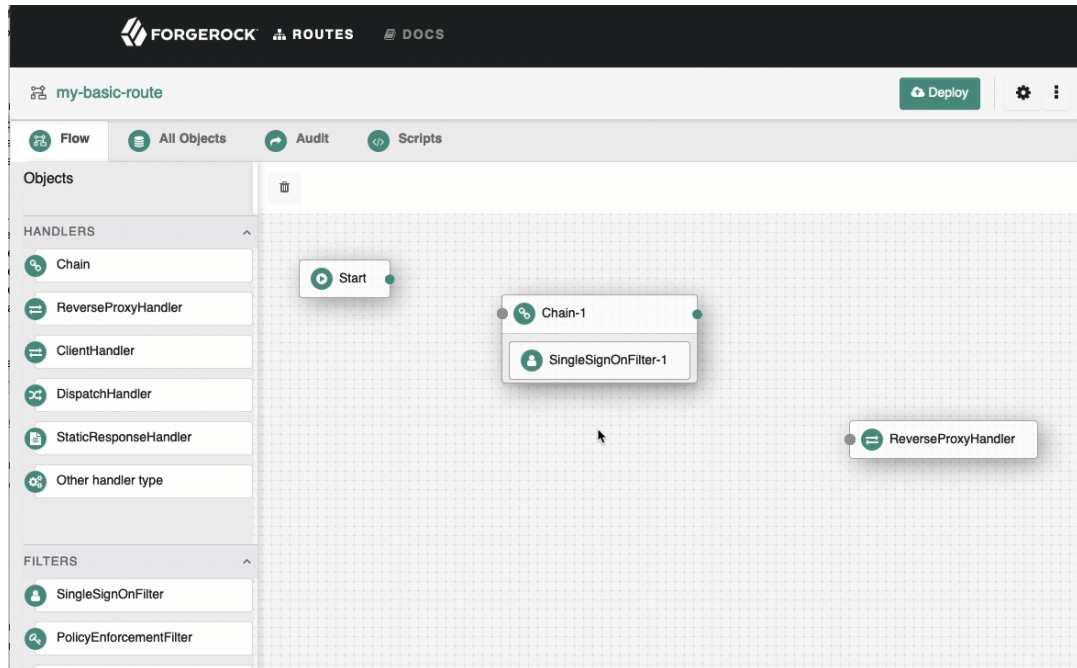 FORGEROCK ROUTES DOCS
my-basic-route Deploy
Flow All Objects Audit Scripts
Objects
HANDLERS
Chain
ReverseProxyHandler
ClientHandler
DispatchHandler
StaticResponseHandler
Other handler type
FILTERS
SingleSignOnFilter
PolicyEnforcementFilter
Start
Chain-1
SingleSignOnFilter-1
ReverseProxyHandler